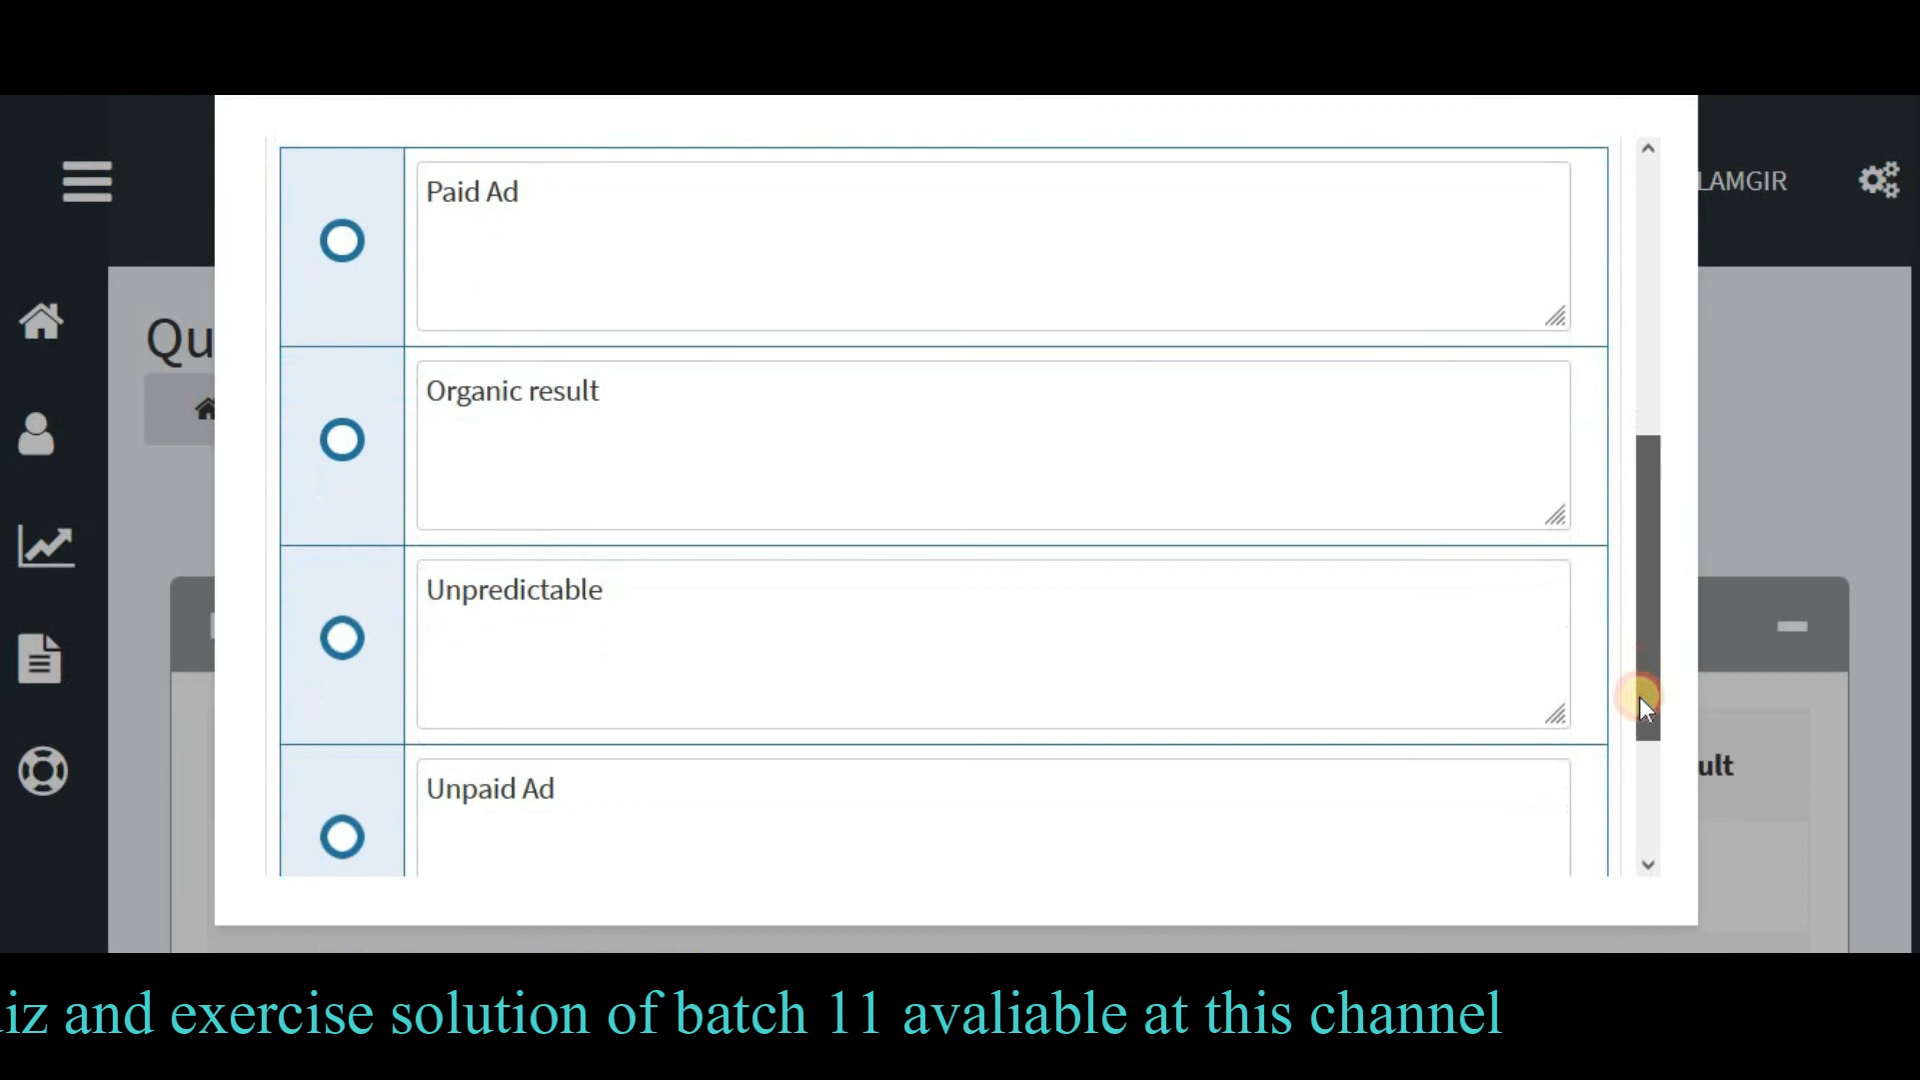 LAMGIR
Qu
Paid Ad
Organic result
Unpredictable
Unpaid Ad
ult
iz and exercise solution of batch 11 avaliable at this channel